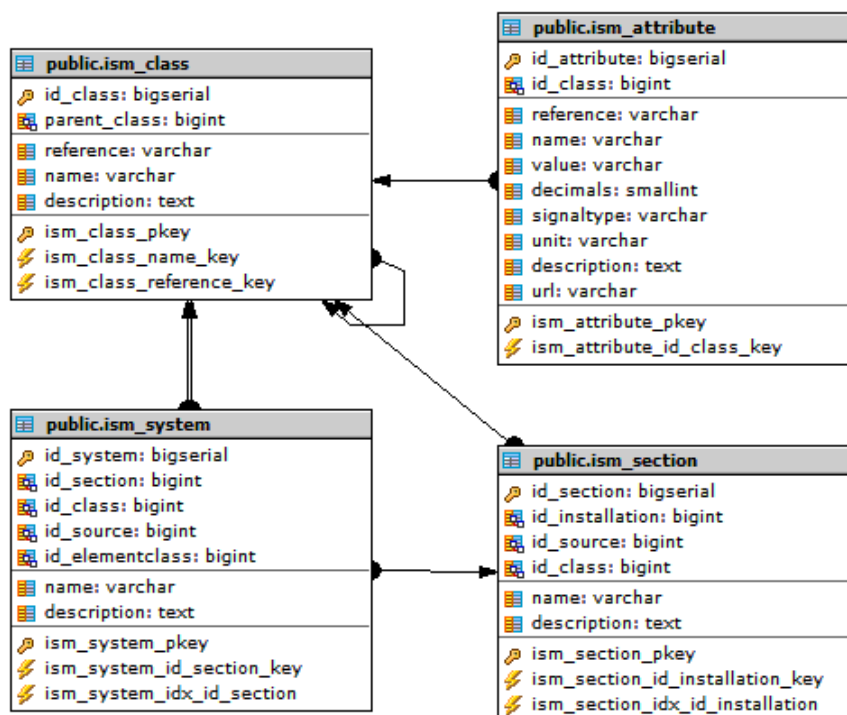 public.ism_class
id_class: bigserial
parent_class: bigint
reference: varchar
name: varchar
description: text
ism_class_pkey
ism_class_name_key
ism_class_reference_key
public.ism_attribute
id_attribute: bigserial
id_class: bigint
reference: varchar
name: varchar
value: varchar
decimals: smallint
signaltype: varchar
unit: varchar
description: text
url: varchar
ism_attribute_pkey
ism_attribute_id_class_key
public.ism_system
id_system: bigserial
id_section: bigint
id_class: bigint
id_source: bigint
id_elementclass: bigint
name: varchar
description: text
ism_system_pkey
ism_system_id_section_key
ism_system_idx_id_section
public.ism_section
id_section: bigserial
id_installation: bigint
id_source: bigint
id_class: bigint
name: varchar
description: text
ism_section_pkey
ism_section_id_installation_key
ism_section_idx_id_installation